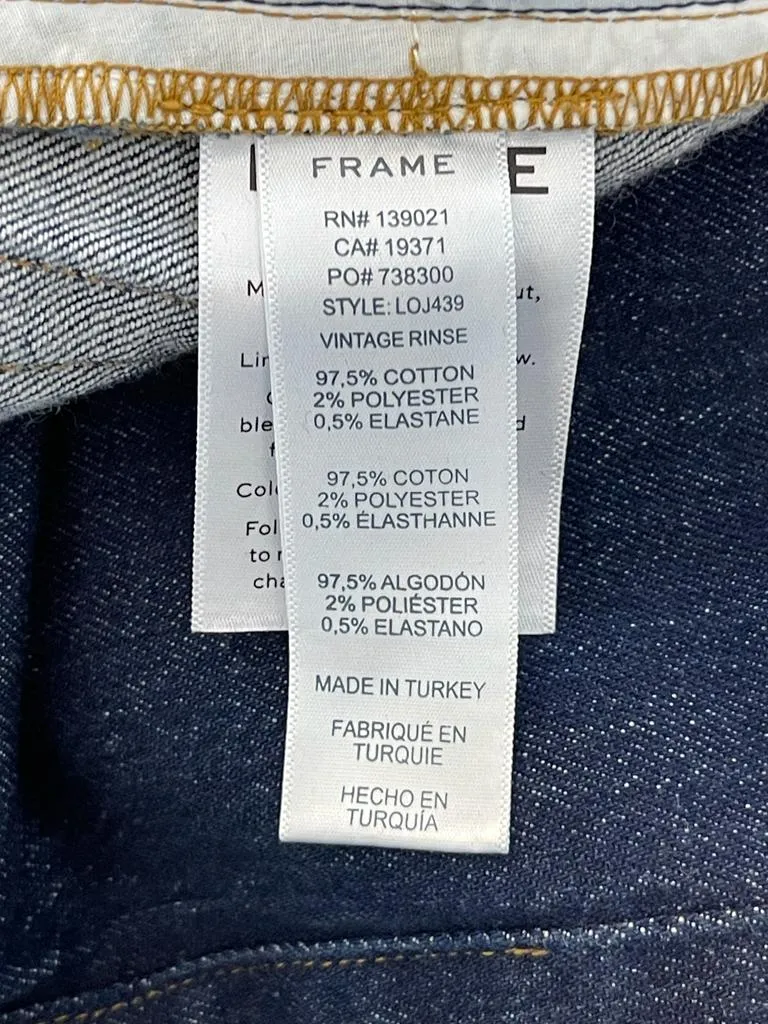 FRAME
RN# 139021
CA# 19371
PO# 738300
STYLE: LOJ439
VINTAGE RINSE
97,5% COTTON
2% POLYESTER
0,5% ELASTANE
97,5% COTON
2% POLYESTER
0,5% ÉLASTHANNE
97,5% ALGODÓN
2% POLIÉSTER
0,5% ELASTANO
MADE IN TURKEY
FABRIQUÉ EN
TURQUIE
HECHO EN
TURQUÍA
E
to